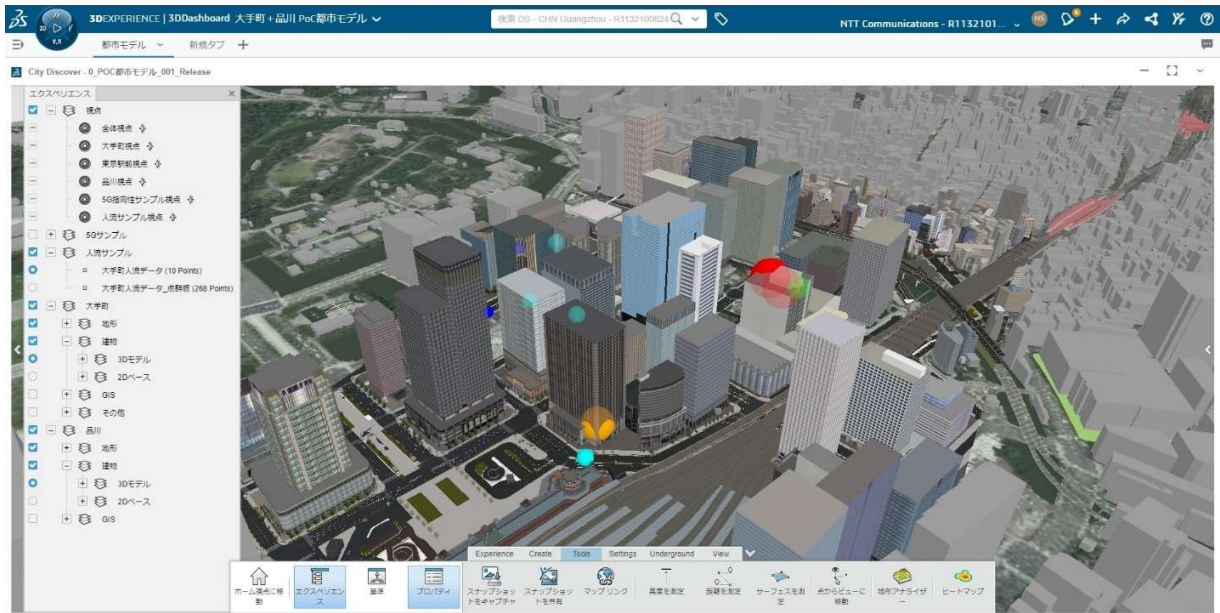 3DEXPERIENCE | 3DDashboard 大手町+品川 PoC都市モデル
検索 DS - CHN Guangzhou - R1132100824
NTT Communications - R1132101...
3D
V.R
都市モデル
新規タブ
City Discover - 0_POC都市モデル_001_Release
エクスペリエンス
視点
全体視点
大手町視点
東京駅前視点
品川視点
5G指向性サンプル視点
人流サンプル視点
5Gサンプル
人流サンプル
大手町人流データ (10 Points)
大手町人流データ_点群版 (268 Points)
大手町
地形
建物
3Dモデル
2Dベース
GIS
その他
品川
地形
建物
3Dモデル
2Dベース
GIS
Experience Create Tools Settings Underground View
ホーム視点に移動
エクスペリエンス
基準
プロパティ
スナップショットをキャプチャ
スナップショットを共有
マップ リンク
高度を測定
距離を測定
サーフェスを測定
点からビューに移動
地形アナライザー
ヒートマップ